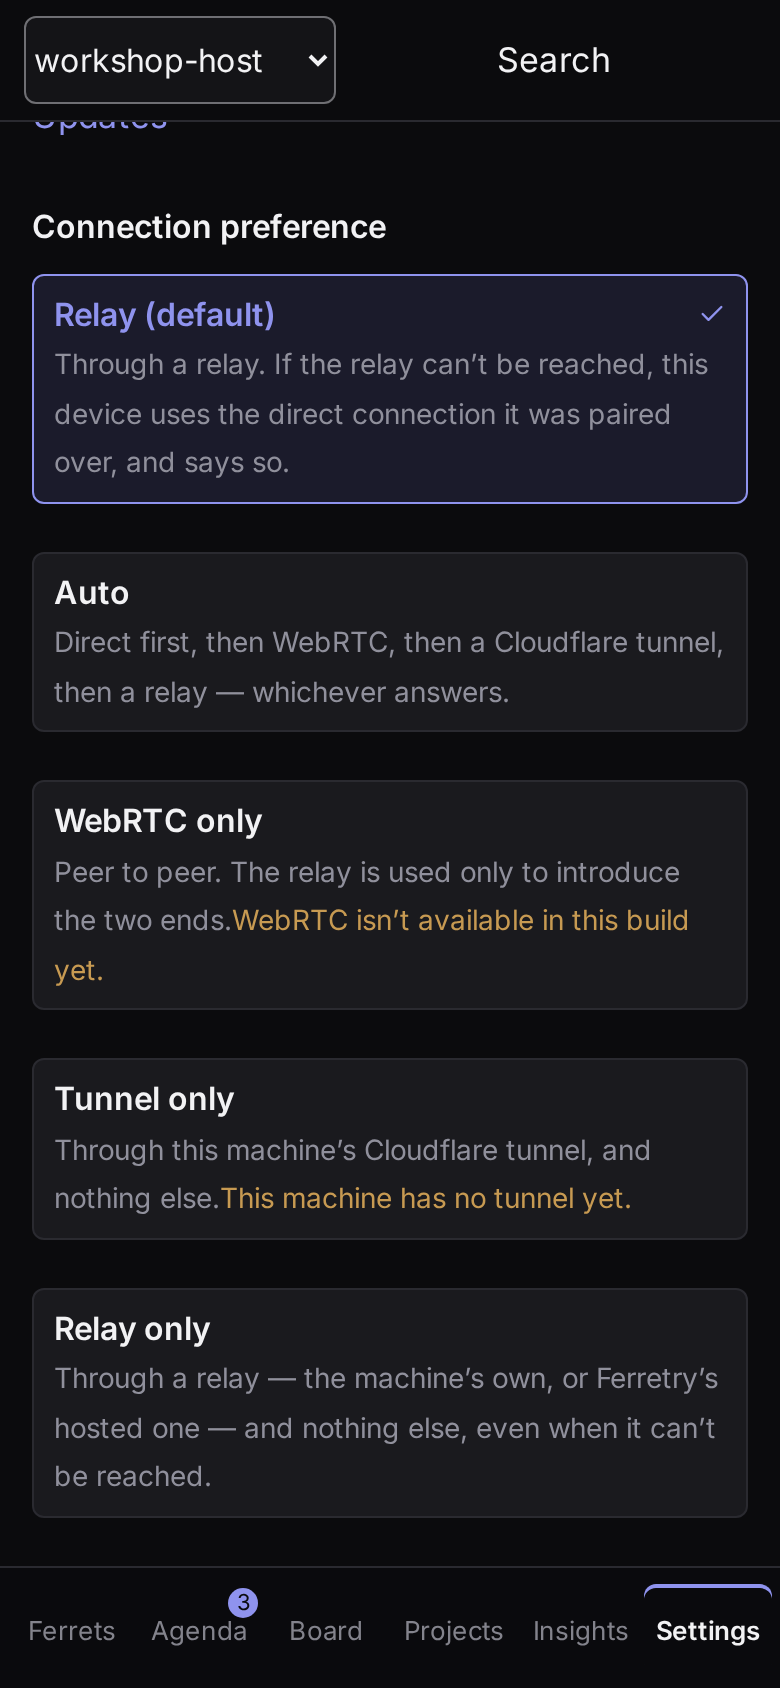 workshop-host
Search
Updates
Connection preference
Relay (default)
Through a relay. If the relay can’t be reached, this
device uses the direct connection it was paired
over, and says so.
Auto
Direct first, then WebRTC, then a Cloudflare tunnel,
then a relay — whichever answers.
WebRTC only
Peer to peer. The relay is used only to introduce
the two ends.WebRTC isn’t available in this build
yet.
Tunnel only
Through this machine’s Cloudflare tunnel, and
nothing else.This machine has no tunnel yet.
Relay only
Through a relay — the machine’s own, or Ferretry’s
hosted one — and nothing else, even when it can’t
be reached.
3
Ferrets Agenda Board Projects Insights Settings